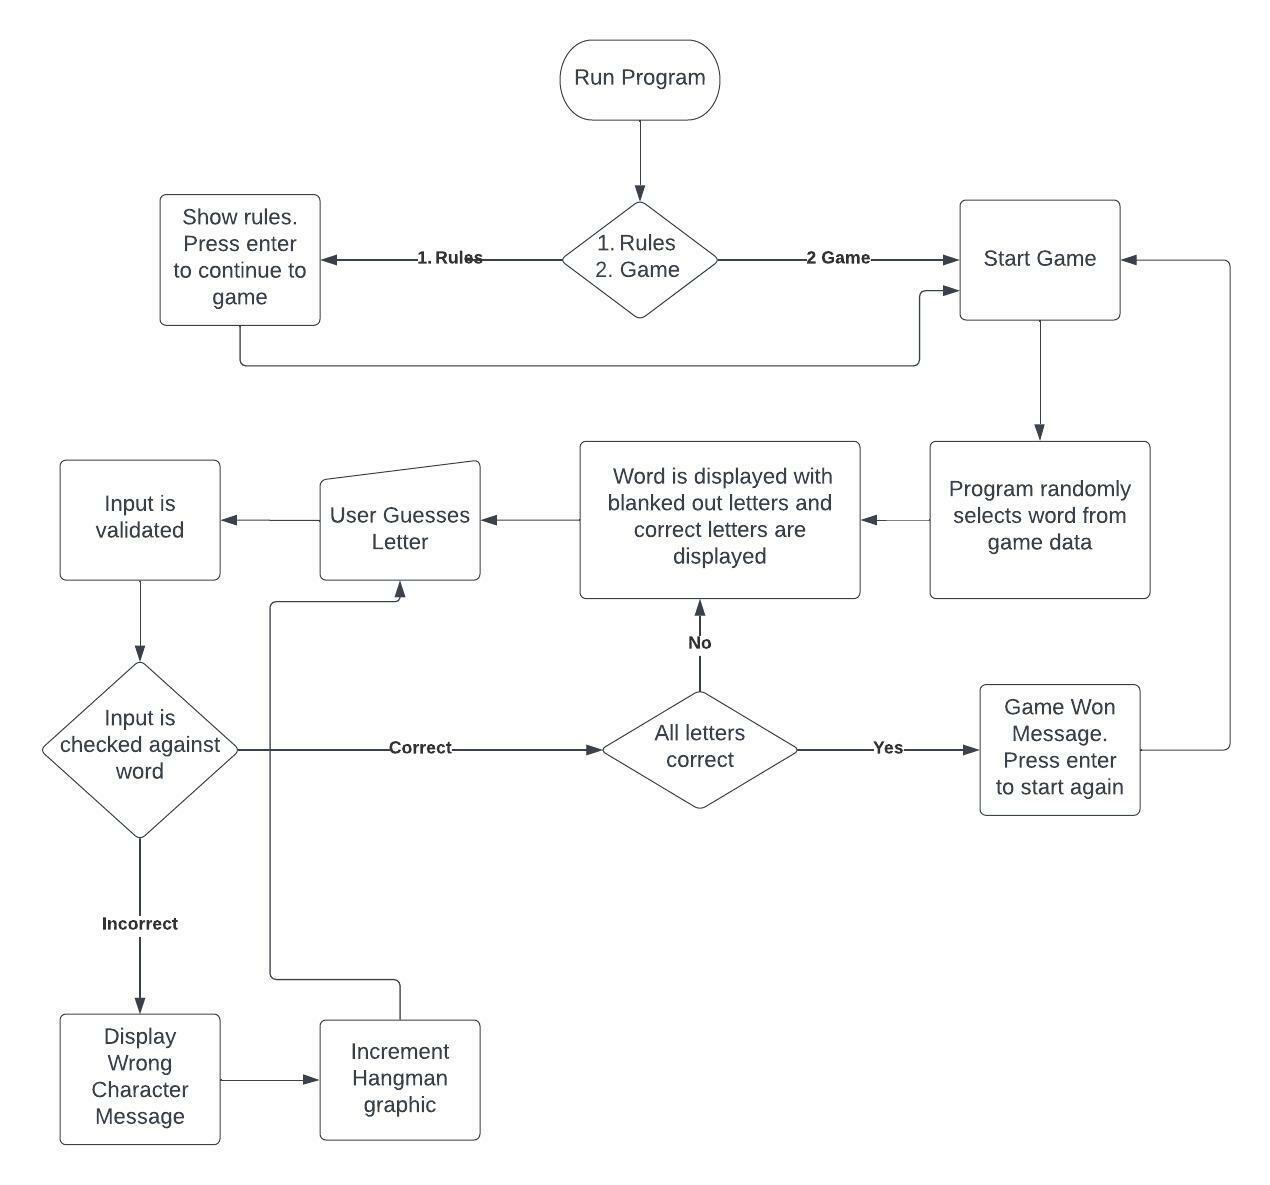 Run Program
Show rules.
Press enter
to continue to
game
1. Rules
1. Rules
2. Game
2 Game
Start Game
Input is
validated
User Guesses
Letter
Word is displayed with
blanked out letters and
correct letters are
displayed
Program randomly
selects word from
game data
No
Input is
checked against
word
Correct
All letters
correct
Yes
Game Won
Message.
Press enter
to start again
Incorrect
Display
Wrong
Character
Message
Increment
Hangman
graphic